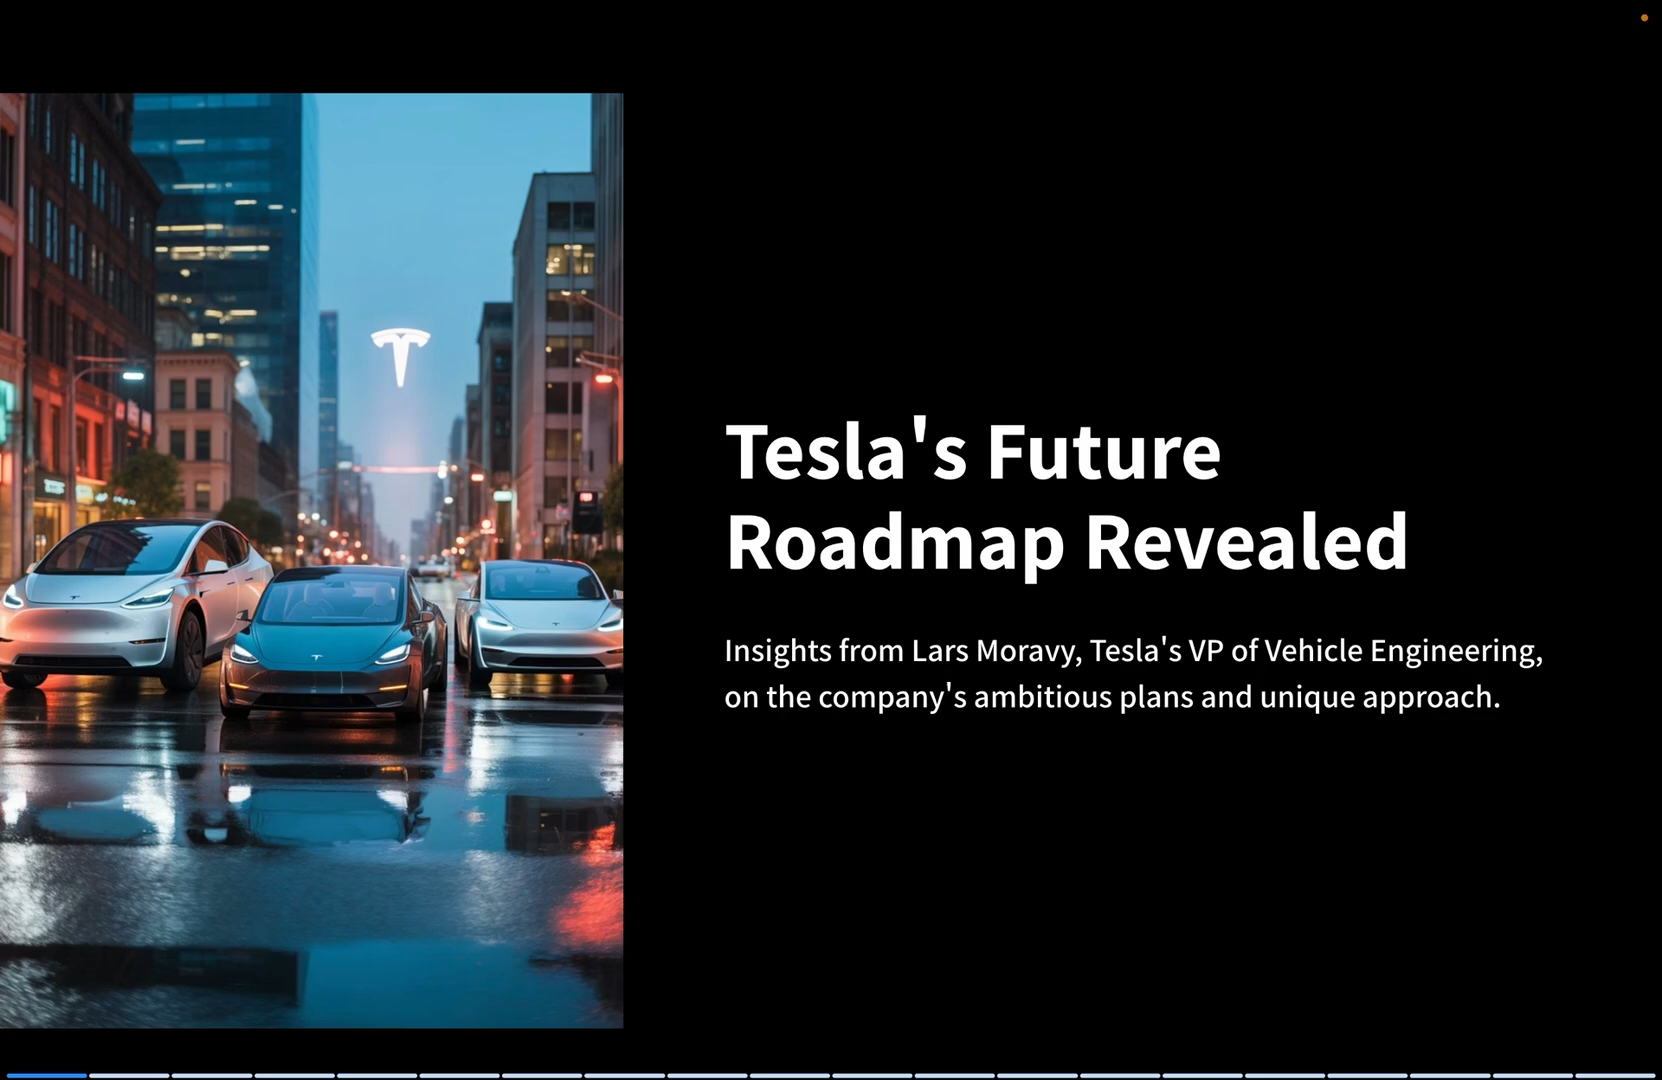 Tesla's Future
Roadmap Revealed
Insights from Lars Moravy, Tesla's VP of Vehicle Engineering,
on the company's ambitious plans and unique approach.